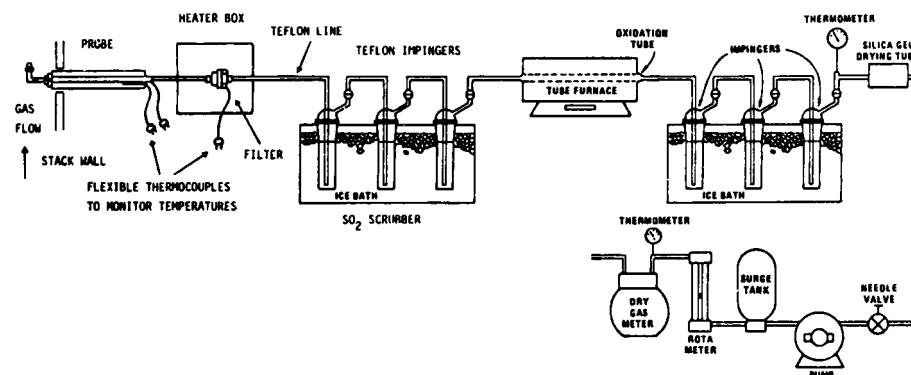 HEATER BOX
PROBE
TEFLON LINE
TEFLON IMPINGERS
OXIDATION
TUBE
THERMOMETER
IMPINGERS
SILICA GEL
DRYING TUBE
TUBE FURNACE
GAS
FLOW
STACK WALL
FILTER
FLEXIBLE THERMOCOUPLES
TO MONITOR TEMPERATURES
ICE BATH
SO2 SCRUBBER
ICE BATH
THERMOMETER
SURGE
TANK
NEEDLE
VALVE
DRY
GAS
METER
ROTA
METER
PUMP